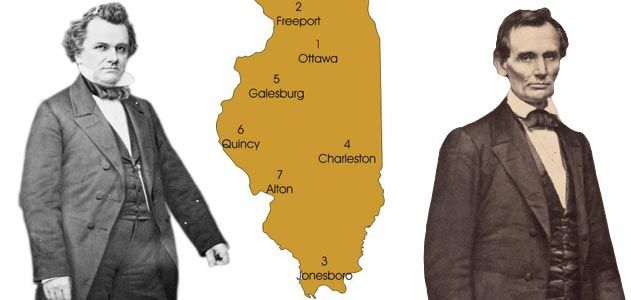 2
Freeport
1
Ottawa
5
Galesburg
6
Quincy
4
Charleston
7
Alton
3
Jonesboro